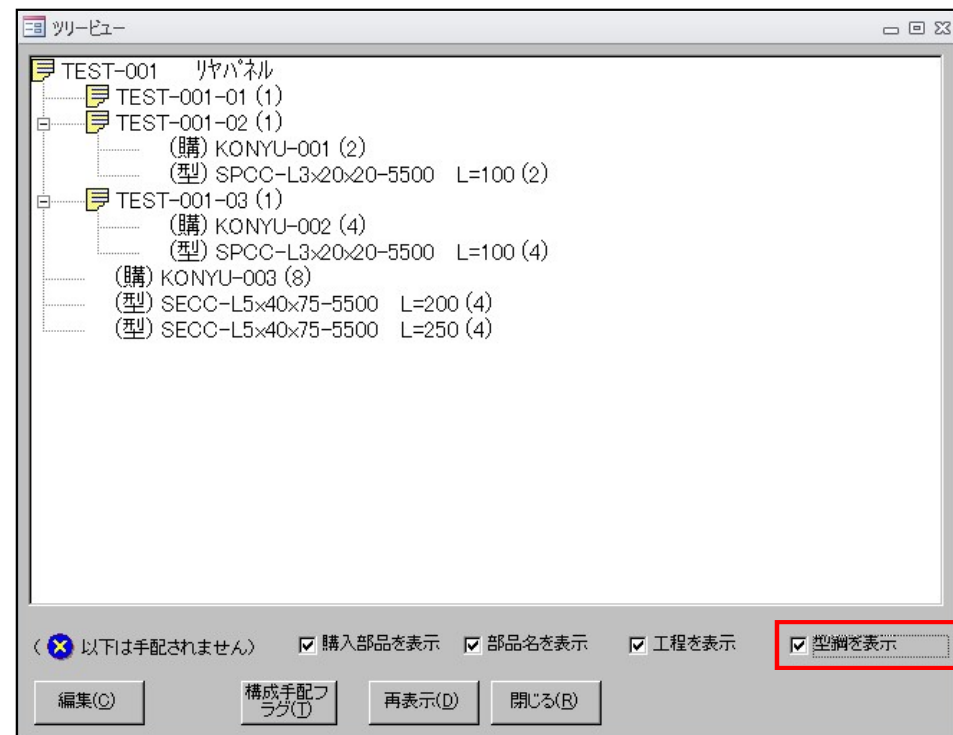 ツリービュー
TEST-001 リヤパネル
TEST-001-01 (1)
TEST-001-02 (1)
(購) KONYU-001 (2)
(型) SPCC-L3x20x20-5500 L=100 (2)
TEST-001-03 (1)
(購) KONYU-002 (4)
(型) SPCC-L3x20x20-5500 L=100 (4)
(購) KONYU-003 (8)
(型) SECC-L5x40x75-5500 L=200 (4)
(型) SECC-L5x40x75-5500 L=250 (4)
( 以下は手配されません) 購入部品を表示 部品名を表示 工程を表示 型鋼を表示
編集(C) 構成手配フラグ(T) 再表示(D) 閉じる(R)